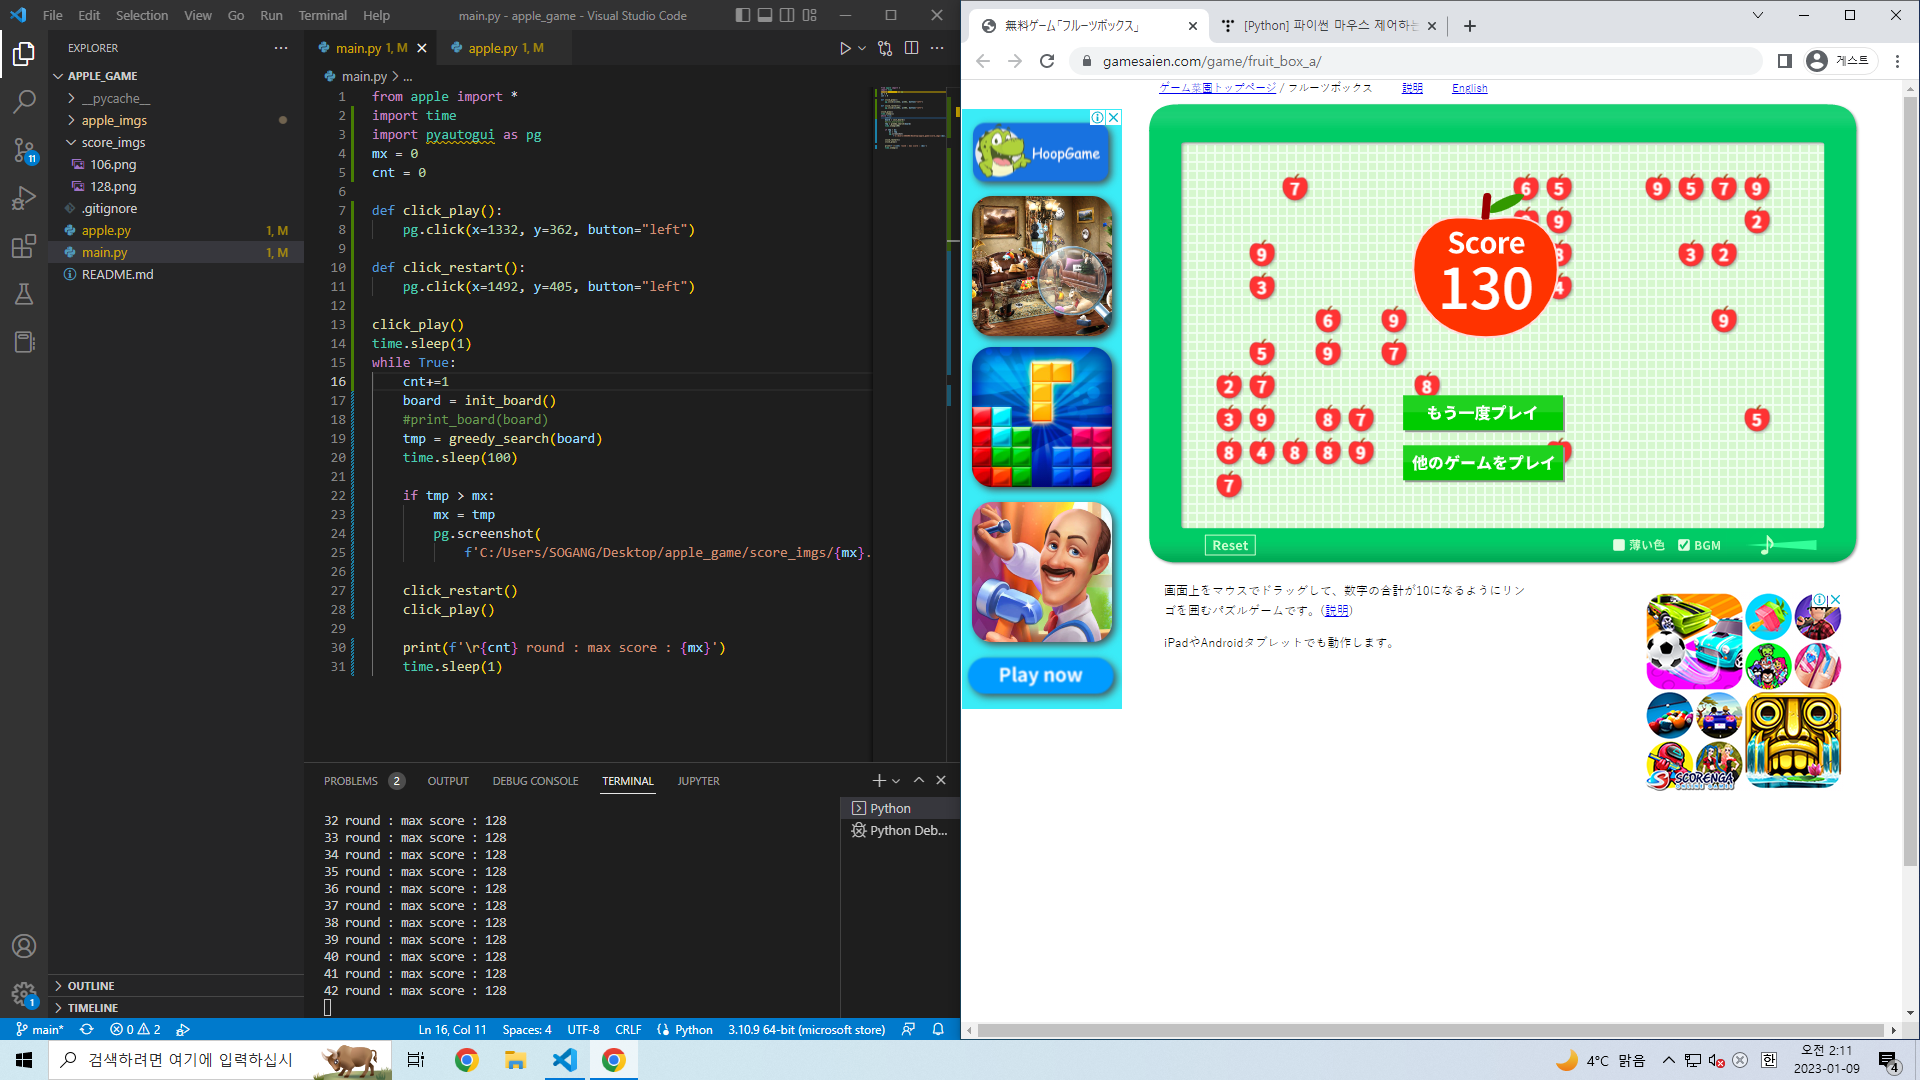 File Edit Selection View Go Run Terminal Help
main.py - apple_game - Visual Studio Code
EXPLORER
APPLE_GAME
__pycache__
apple_imgs
score_imgs
106.png
128.png
.gitignore
apple.py 1, M
main.py 1, M
README.md
OUTLINE
TIMELINE
11
1
main.py 1, M
apple.py 1, M
main.py > ...
1 from apple import *
2 import time
3 import pyautogui as pg
4 mx = 0
5 cnt = 0
6
7 def click_play():
8 pg.click(x=1332, y=362, button="left")
9
10 def click_restart():
11 pg.click(x=1492, y=405, button="left")
12
13 click_play()
14 time.sleep(1)
15 while True:
16 cnt+=1
17 board = init_board()
18 #print_board(board)
19 tmp = greedy_search(board)
20 time.sleep(100)
21
22 if tmp > mx:
23 mx = tmp
24 pg.screenshot(
25 f'C:/Users/SOGANG/Desktop/apple_game/score_imgs/{mx}.
26
27 click_restart()
28 click_play()
29
30 print(f'\r{cnt} round : max score : {mx}')
31 time.sleep(1)
PROBLEMS 2 OUTPUT DEBUG CONSOLE TERMINAL JUPYTER
32 round : max score : 128
33 round : max score : 128
34 round : max score : 128
35 round : max score : 128
36 round : max score : 128
37 round : max score : 128
38 round : max score : 128
39 round : max score : 128
40 round : max score : 128
41 round : max score : 128
42 round : max score : 128
Python
Python Deb...
main* 0 2 Ln 16, Col 11 Spaces: 4 UTF-8 CRLF Python 3.10.9 64-bit (microsoft store)
無料ゲーム「フルーツボックス」
[Python] 파이썬 마우스 제어하는
gamesaien.com/game/fruit_box_a/
게스트
ゲーム菜園トップページ / フルーツボックス 説明 English
HoopGame
Play now
7 6 5 9 5 7 9
9 2
9 3 3 2
3 4
6 9 9
5 9 7
2 7 8
3 9 8 7 5
8 4 8 8 9
7
Score
130
もう一度プレイ
他のゲームをプレイ
Reset
薄い色
BGM
画面上をマウスでドラッグして、数字の合計が10になるようにリン
ゴを囲むパズルゲームです。(説明)
iPadやAndroidタブレットでも動作します。
SCORENGA
검색하려면 여기에 입력하십시
4°C 맑음
오전 2:11
2023-01-09
4